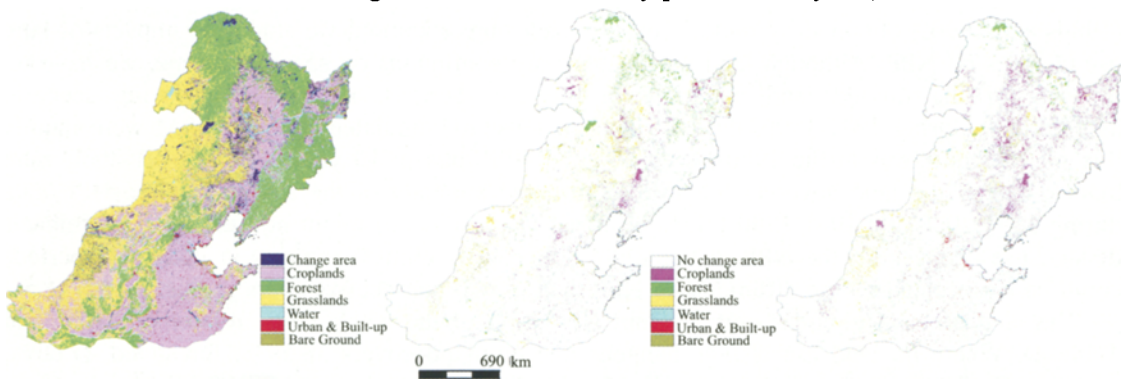 Change area
Croplands
Forest
Grasslands
Water
Urban & Built-up
Bare Ground
No change area
Croplands
Forest
Grasslands
Water
Urban & Built-up
Bare Ground
0 690 km